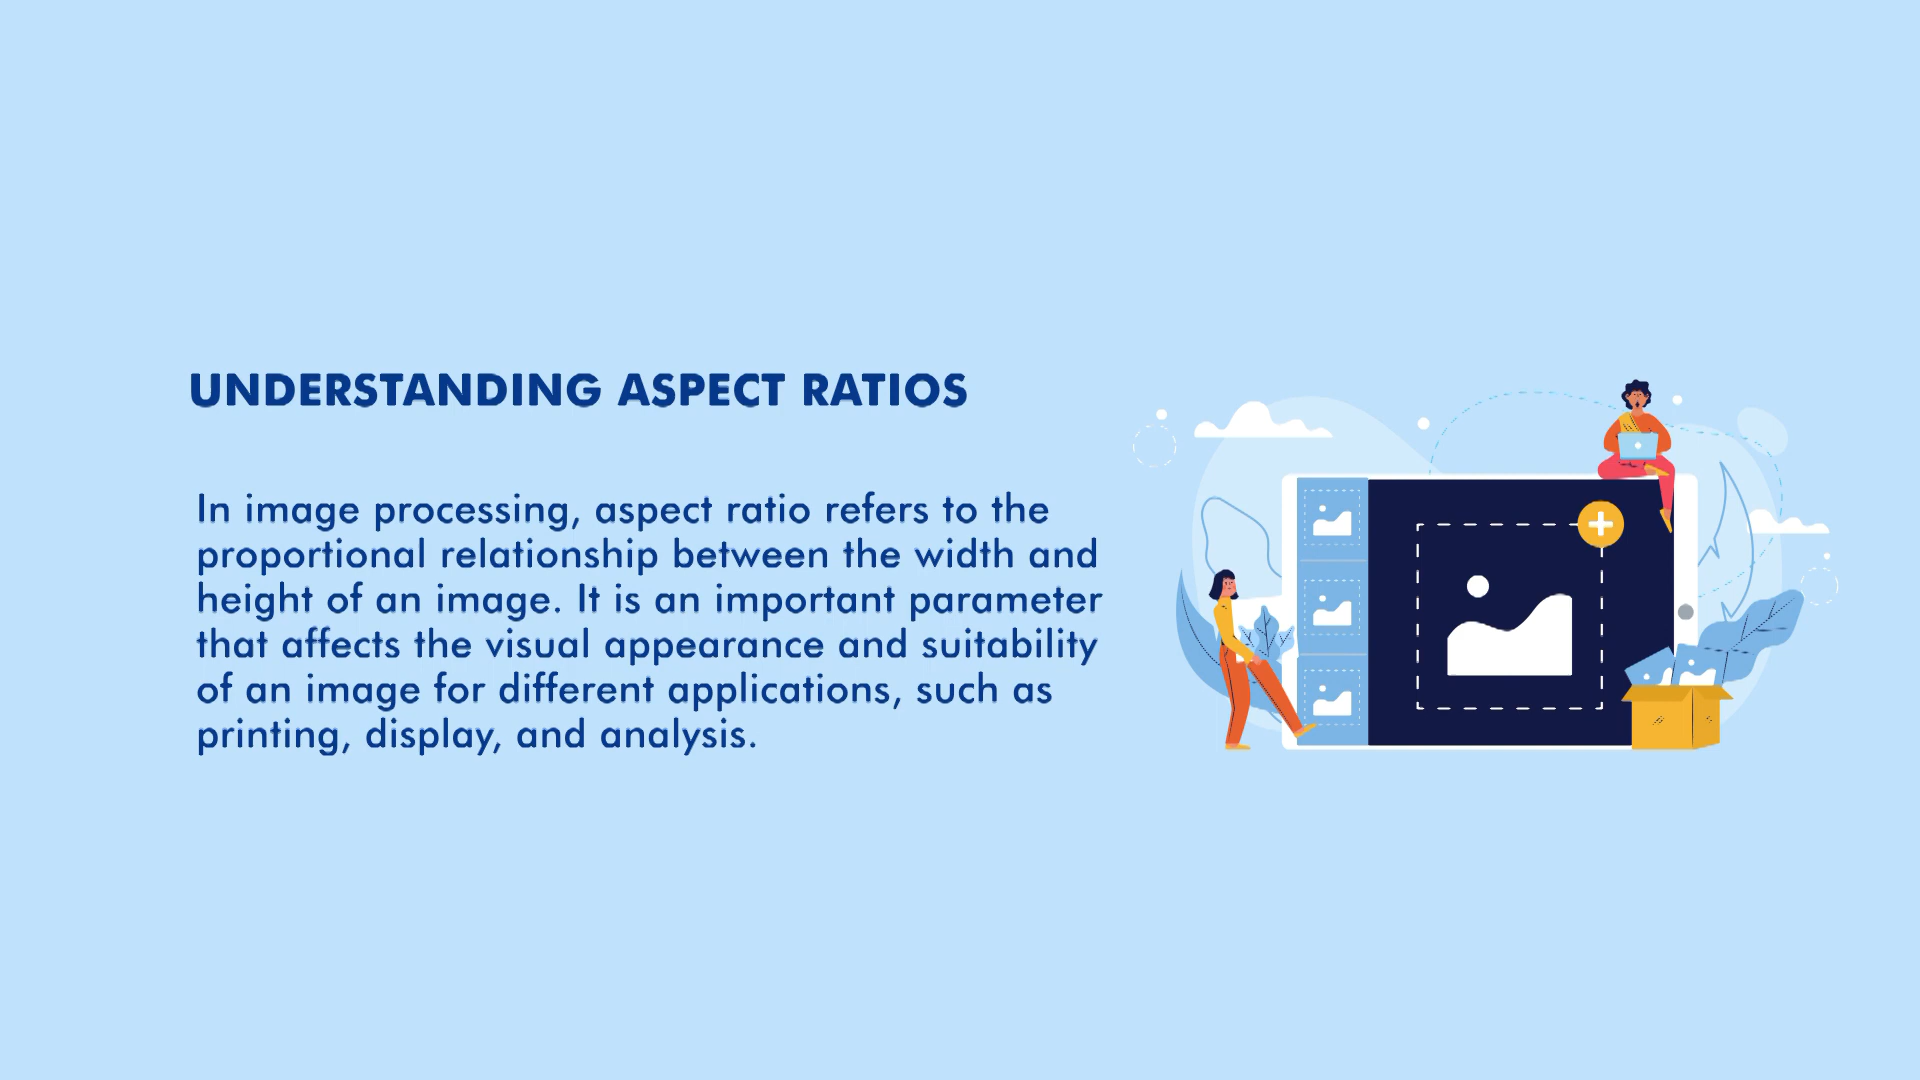 UNDERSTANDING ASPECT RATIOS
In image processing, aspect ratio refers to the
proportional relationship between the width and
height of an image. It is an important parameter
that affects the visual appearance and suitability
of an image for different applications, such as
printing, display, and analysis.